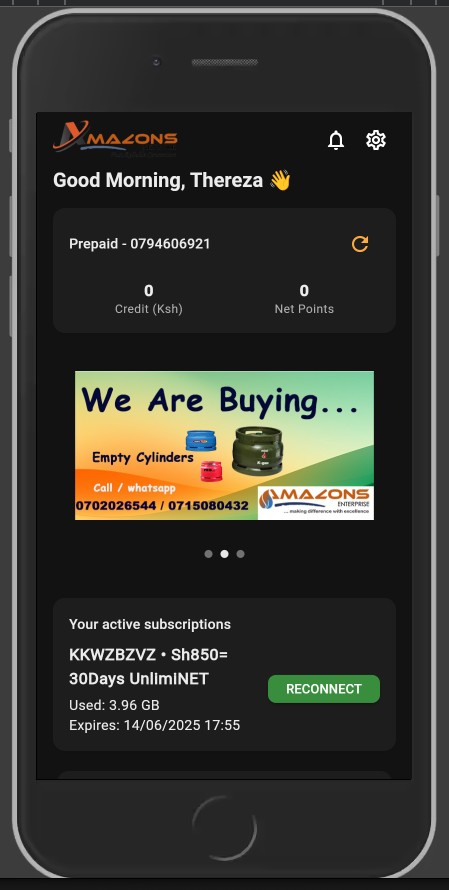 XMAZONS
Good Morning, Thereza 👋
Prepaid - 0794606921
0
Credit (Ksh)
0
Net Points
We Are Buying...
Empty Cylinders
Call / whatsapp
0702026544 / 0715080432
AMAZONS
ENTERPRISE
... making difference with excellence
Your active subscriptions
KKWZBZVZ • Sh850=
30Days UnlimiNET
Used: 3.96 GB
Expires: 14/06/2025 17:55
RECONNECT